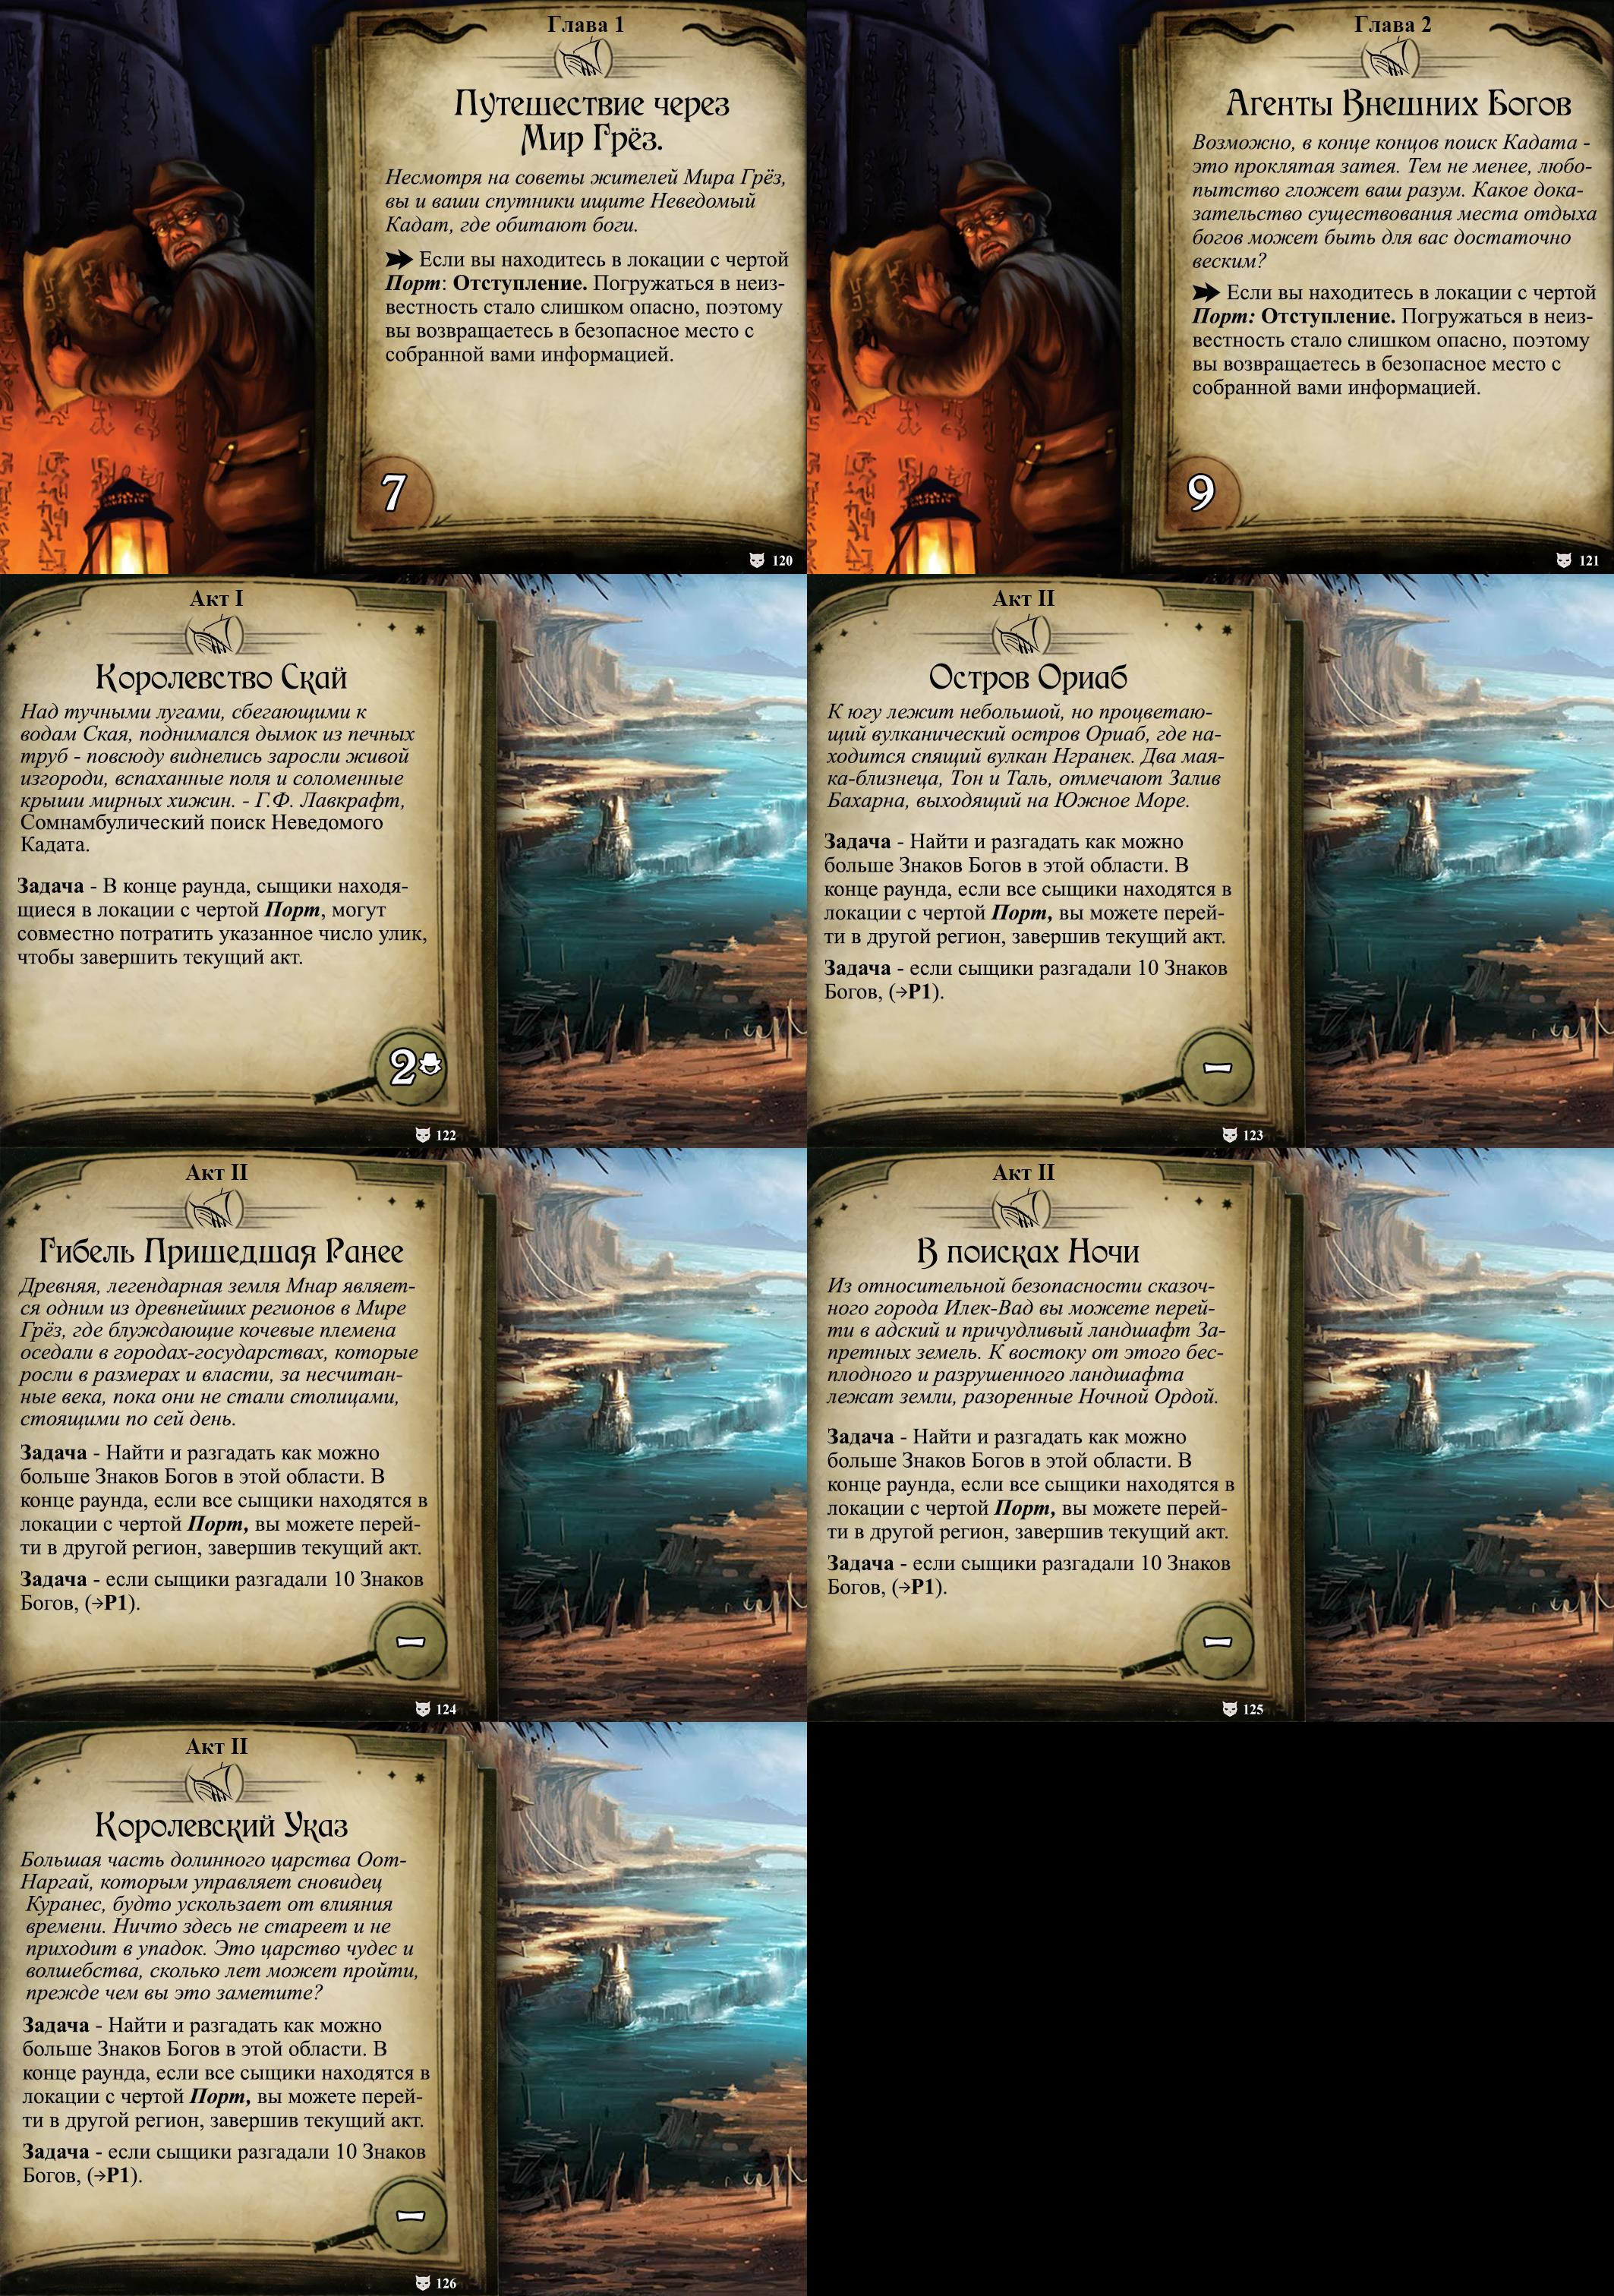 Глава 1
Путешествие через
Мир Грёз.
Несмотря на советы жителей Мира Грёз,
вы и ваши спутники ищите Неведомый
Кадат, где обитают боги.
Если вы находитесь в локации с чертой
Порт: Отступление. Погружаться в неиз-
вестность стало слишком опасно, поэтому
вы возвращаетесь в безопасное место с
собранной вами информацией.
7
120
Глава 2
Агенты Внешних Богов
Возможно, в конце концов поиск Кадата -
это проклятая затея. Тем не менее, любо-
пытство гложет ваш разум. Какое дока-
зательство существования места отдыха
богов может быть для вас достаточно
веским?
Если вы находитесь в локации с чертой
Порт: Отступление. Погружаться в неиз-
вестность стало слишком опасно, поэтому
вы возвращаетесь в безопасное место с
собранной вами информацией.
9
121
Акт I
Королевство Скай
Над тучными лугами, сбегающими к
водам Ская, поднимался дымок из печных
труб - повсюду виднелись заросли живой
изгороди, вспаханные поля и соломенные
крыши мирных хижин. - Г.Ф. Лавкрафт,
Сомнамбулический поиск Неведомого
Кадата.
Задача - В конце раунда, сыщики находя-
щиеся в локации с чертой Порт, могут
совместно потратить указанное число улик,
чтобы завершить текущий акт.
2
122
Акт II
Остров Ориаб
К югу лежит небольшой, но процветаю-
щий вулканический остров Ориаб, где на-
ходится спящий вулкан Нгранек. Два мая-
ка-близнеца, Тон и Таль, отмечают Залив
Бахарна, выходящий на Южное Море.
Задача - Найти и разгадать как можно
больше Знаков Богов в этой области. В
конце раунда, если все сыщики находятся в
локации с чертой Порт, вы можете перей-
ти в другой регион, завершив текущий акт.
Задача - если сыщики разгадали 10 Знаков
Богов, (→Р1).
–
123
Акт II
Гибель Пришедшая Ранее
Древняя, легендарная земля Мнар являет-
ся одним из древнейших регионов в Мире
Грёз, где блуждающие кочевые племена
оседали в городах-государствах, которые
росли в размерах и власти, за несчитан-
ные века, пока они не стали столицами,
стоящими по сей день.
Задача - Найти и разгадать как можно
больше Знаков Богов в этой области. В
конце раунда, если все сыщики находятся в
локации с чертой Порт, вы можете перей-
ти в другой регион, завершив текущий акт.
Задача - если сыщики разгадали 10 Знаков
Богов, (→Р1).
–
124
Акт II
В поисках Ночи
Из относительной безопасности сказоч-
ного города Илек-Вад вы можете перей-
ти в адский и причудливый ландшафт За-
претных земель. К востоку от этого бес-
плодного и разрушенного ландшафта
лежат земли, разоренные Ночной Ордой.
Задача - Найти и разгадать как можно
больше Знаков Богов в этой области. В
конце раунда, если все сыщики находятся в
локации с чертой Порт, вы можете перей-
ти в другой регион, завершив текущий акт.
Задача - если сыщики разгадали 10 Знаков
Богов, (→Р1).
–
125
Акт II
Королевский Указ
Большая часть долинного царства Оот-
Наргай, которым управляет сновидец
Куранес, будто ускользает от влияния
времени. Ничто здесь не стареет и не
приходит в упадок. Это царство чудес и
волшебства, сколько лет может пройти,
прежде чем вы это заметите?
Задача - Найти и разгадать как можно
больше Знаков Богов в этой области. В
конце раунда, если все сыщики находятся в
локации с чертой Порт, вы можете перей-
ти в другой регион, завершив текущий акт.
Задача - если сыщики разгадали 10 Знаков
Богов, (→Р1).
–
126